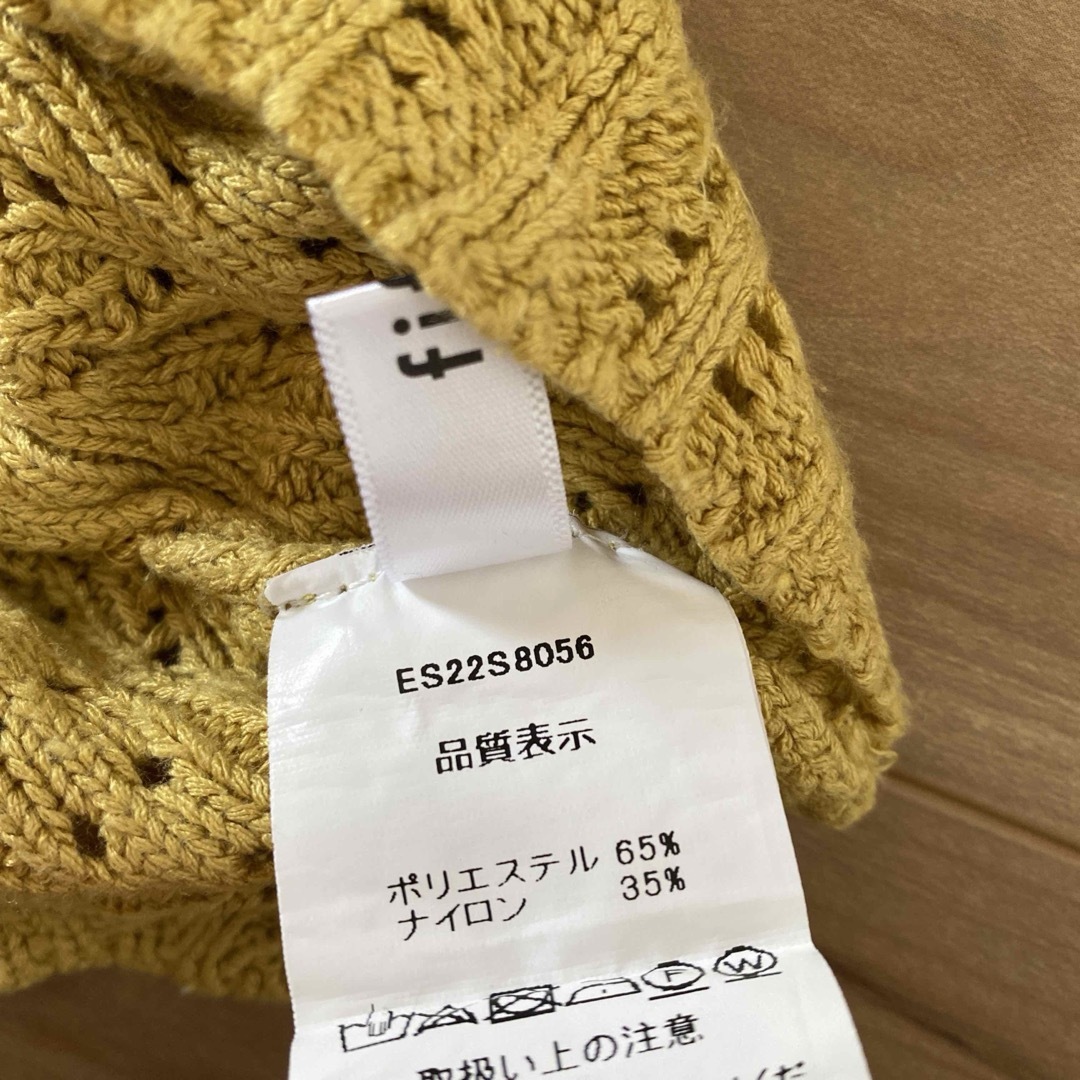 ES22S8056
品質表示
ポリエステル 65%
ナイロン 35%
F W
取扱い上の注意